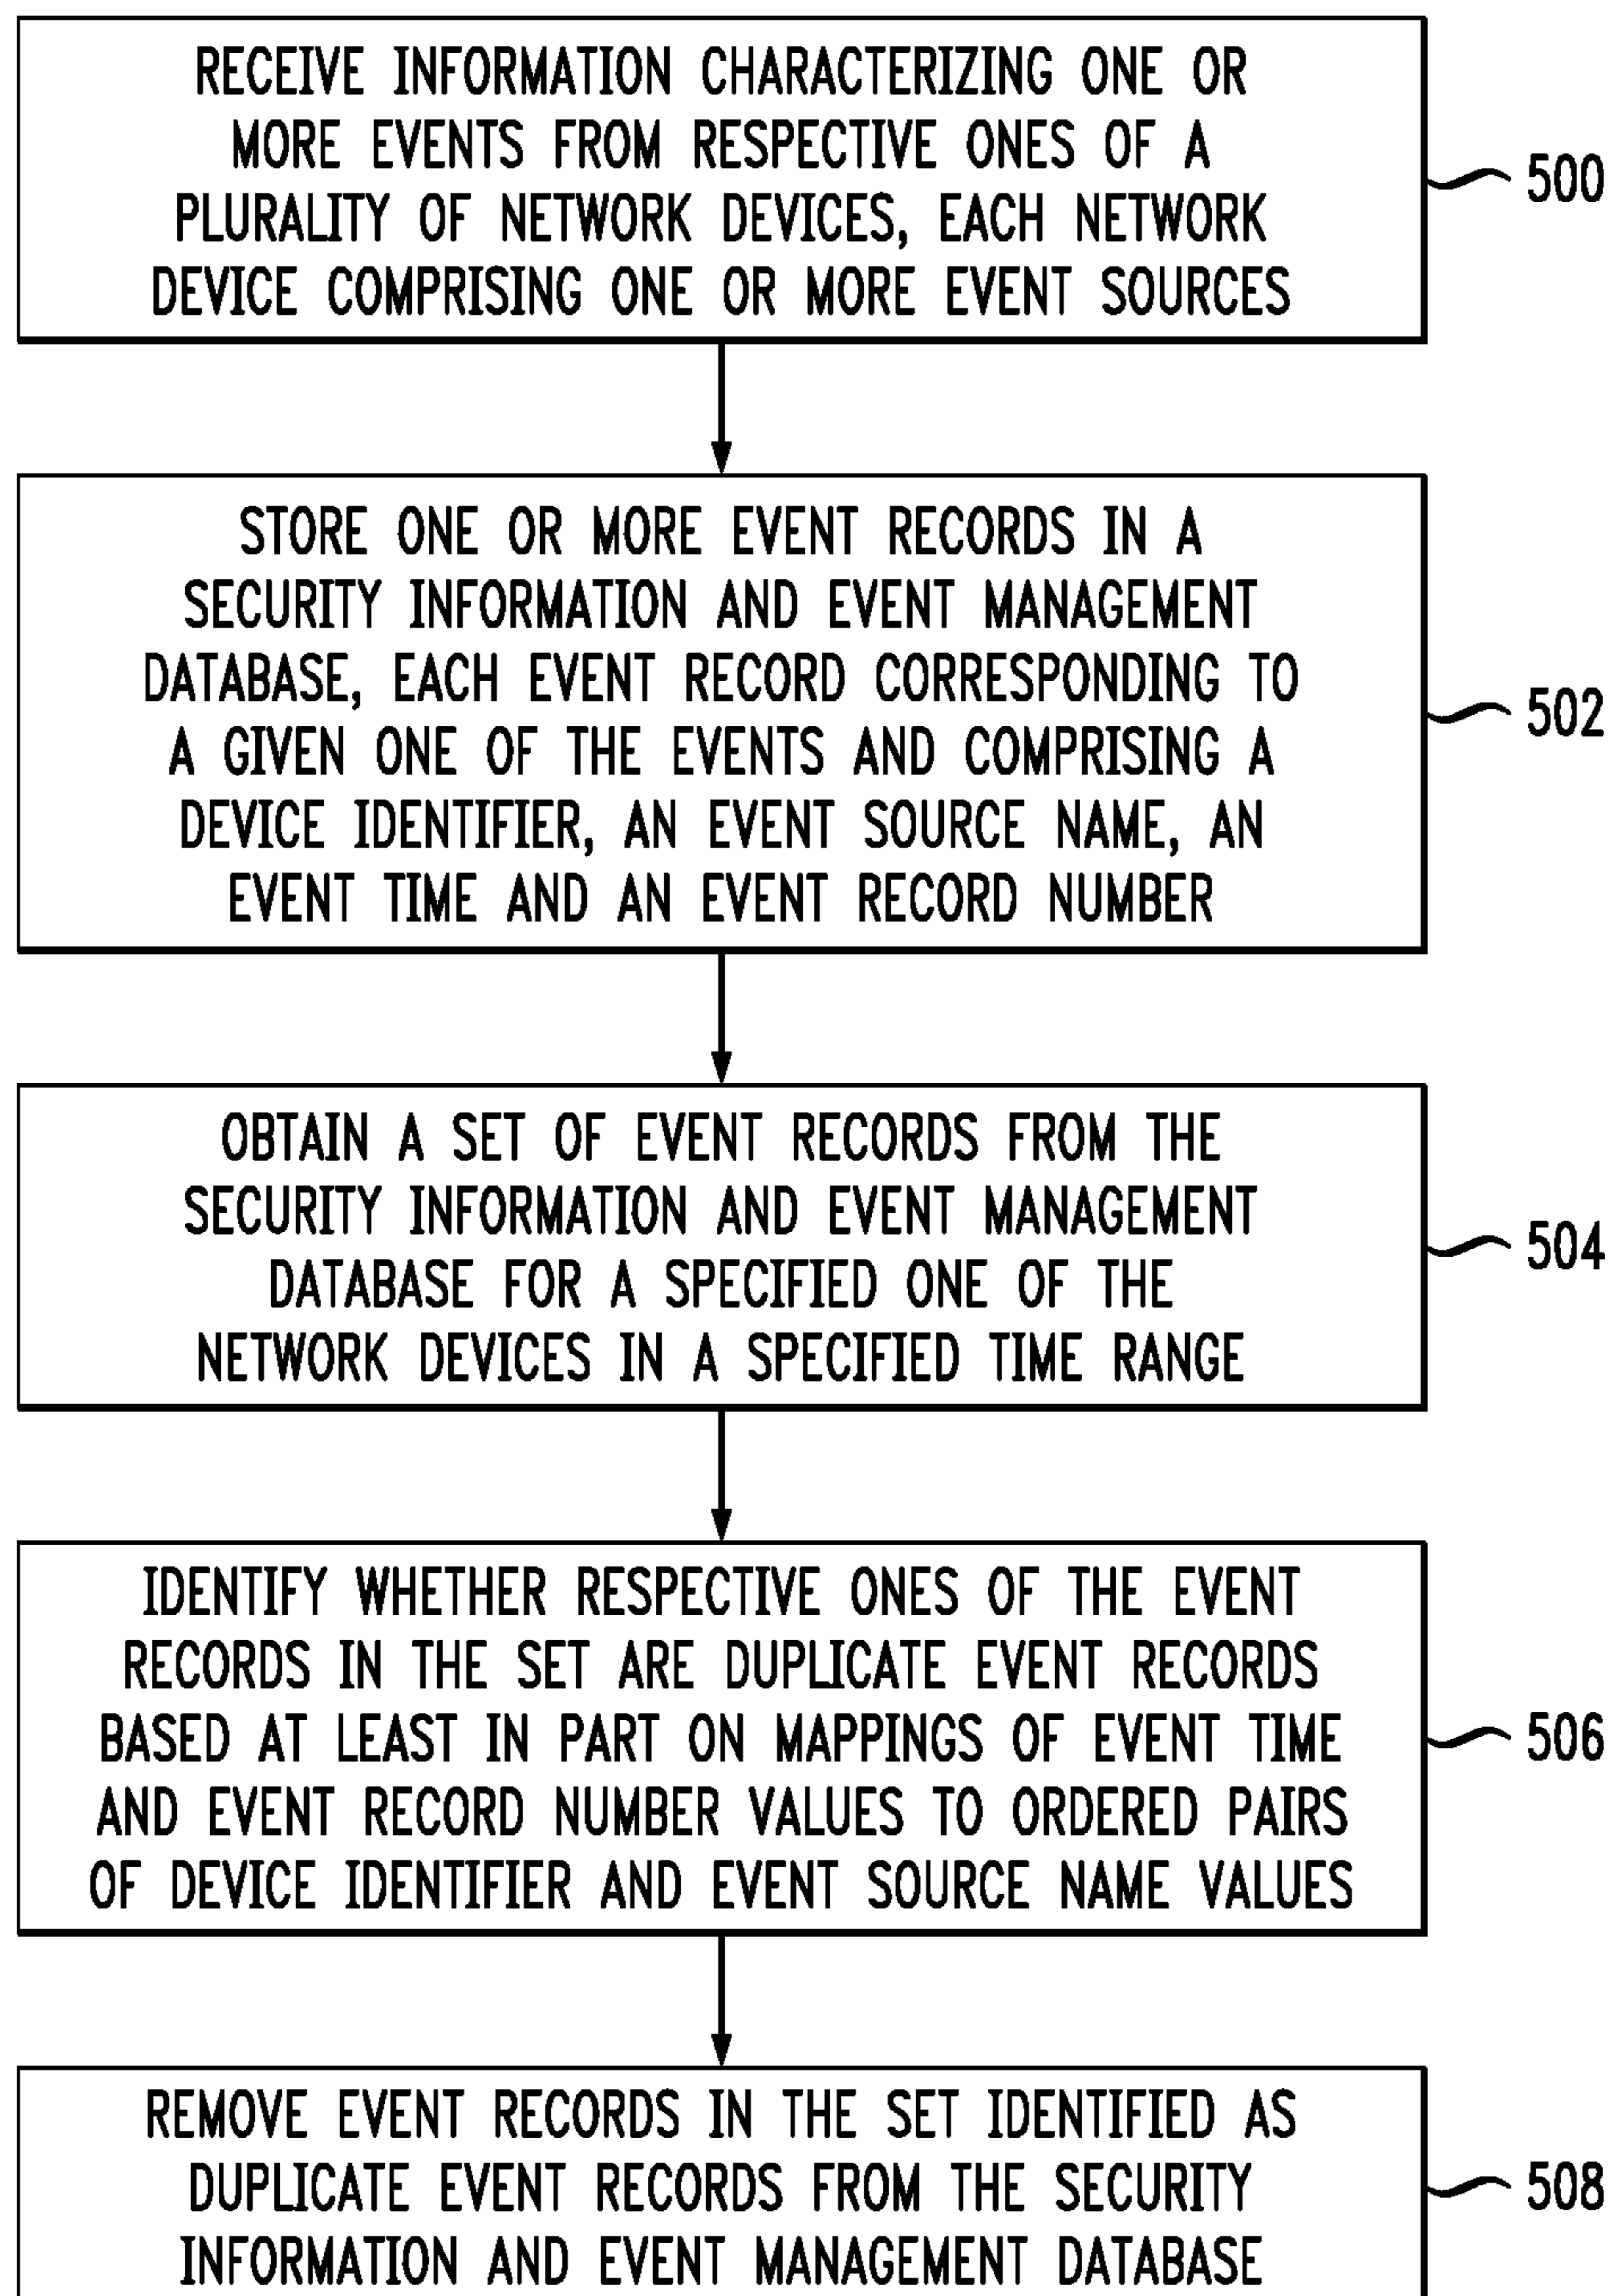 RECEIVE INFORMATION CHARACTERIZING ONE OR
MORE EVENTS FROM RESPECTIVE ONES OF A
PLURALITY OF NETWORK DEVICES, EACH NETWORK
DEVICE COMPRISING ONE OR MORE EVENT SOURCES
500
STORE ONE OR MORE EVENT RECORDS IN A
SECURITY INFORMATION AND EVENT MANAGEMENT
DATABASE, EACH EVENT RECORD CORRESPONDING TO
A GIVEN ONE OF THE EVENTS AND COMPRISING A
DEVICE IDENTIFIER, AN EVENT SOURCE NAME, AN
EVENT TIME AND AN EVENT RECORD NUMBER
502
OBTAIN A SET OF EVENT RECORDS FROM THE
SECURITY INFORMATION AND EVENT MANAGEMENT
DATABASE FOR A SPECIFIED ONE OF THE
NETWORK DEVICES IN A SPECIFIED TIME RANGE
504
IDENTIFY WHETHER RESPECTIVE ONES OF THE EVENT
RECORDS IN THE SET ARE DUPLICATE EVENT RECORDS
BASED AT LEAST IN PART ON MAPPINGS OF EVENT TIME
AND EVENT RECORD NUMBER VALUES TO ORDERED PAIRS
OF DEVICE IDENTIFIER AND EVENT SOURCE NAME VALUES
506
REMOVE EVENT RECORDS IN THE SET IDENTIFIED AS
DUPLICATE EVENT RECORDS FROM THE SECURITY
INFORMATION AND EVENT MANAGEMENT DATABASE
508